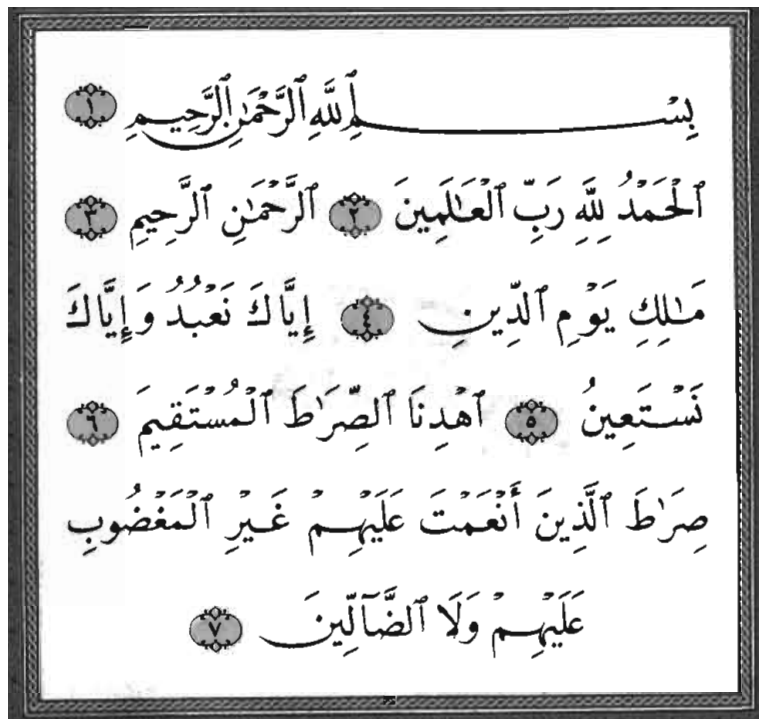 بِسْمِ ٱللَّهِ ٱلرَّحْمَٰنِ ٱلرَّحِيمِ ١
ٱلْحَمْدُ لِلَّهِ رَبِّ ٱلْعَٰلَمِينَ ٢ ٱلرَّحْمَٰنِ ٱلرَّحِيمِ ٣
مَٰلِكِ يَوْمِ ٱلدِّينِ ٤ إِيَّاكَ نَعْبُدُ وَإِيَّاكَ
نَسْتَعِينُ ٥ ٱهْدِنَا ٱلصِّرَٰطَ ٱلْمُسْتَقِيمَ ٦
صِرَٰطَ ٱلَّذِينَ أَنْعَمْتَ عَلَيْهِمْ غَيْرِ ٱلْمَغْضُوبِ
عَلَيْهِمْ وَلَا ٱلضَّآلِّينَ ٧